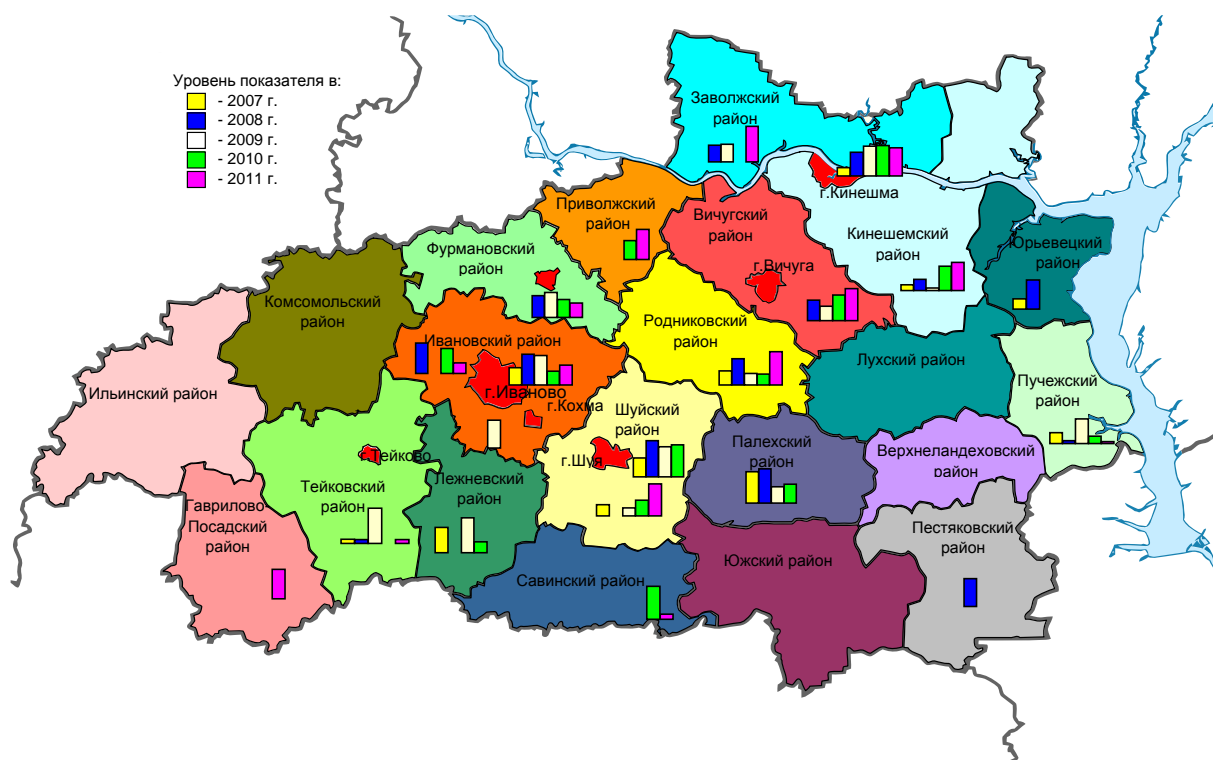 Уровень показателя в:
- 2007 г.
- 2008 г.
- 2009 г.
- 2010 г.
- 2011 г.
Заволжский
район
г.Кинешма
Приволжский
район
Вичугский
район
Кинешемский
район
Юрьевецкий
район
Фурмановский
район
г.Вичуга
Комсомольский
район
Родниковский
район
Ивановский район
Лухский район
Ильинский район
г.Иваново
Пучежский
район
г.Кохма
Шуйский
район
Палехский
район
Верхнеландеховский
район
г.Тейково
г.Шуя
Лежневский
район
Тейковский
район
Гаврилово-
Посадский
район
Пестяковский
район
Савинский район
Южский район